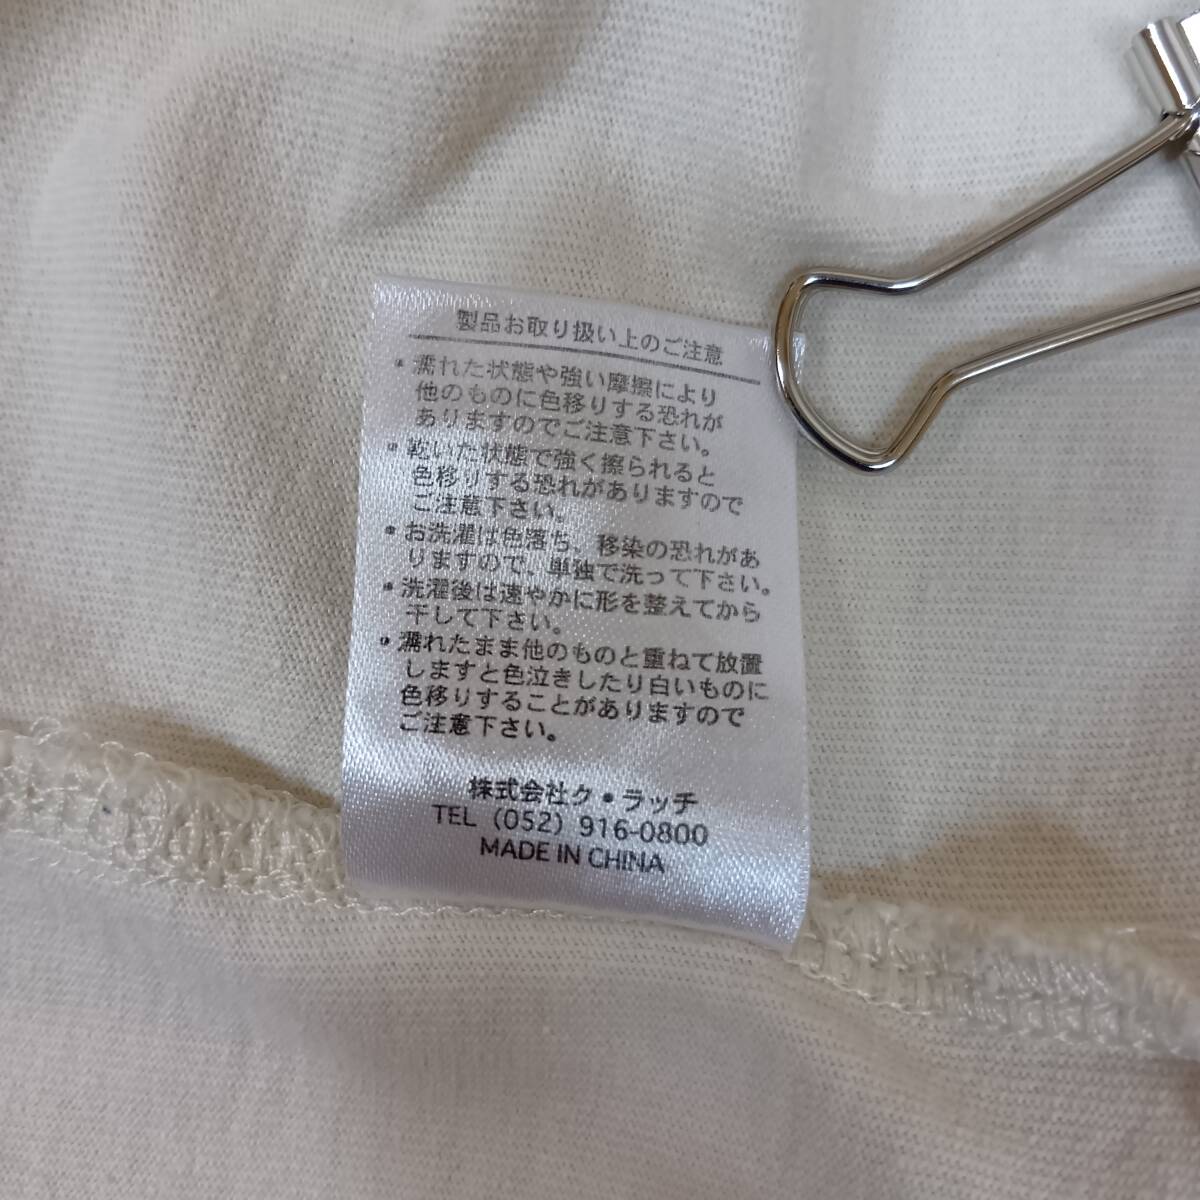 製品お取り扱い上のご注意
・濡れた状態や強い摩擦により
他のものに色移りする恐れが
ありますのでご注意下さい。
・乾いた状態で強く擦られると
色移りする恐れがありますので
ご注意下さい。
・お洗濯は色落ち、移染の恐れがあ
りますので、単独で洗って下さい。
・洗濯後は速やかに形を整えてから
干して下さい。
・濡れたまま他のものと重ねて放置
しますと色泣きしたり白いものに
色移りすることがありますので
ご注意下さい。
株式会社ク・ラッチ
TEL (052) 916-0800
MADE IN CHINA